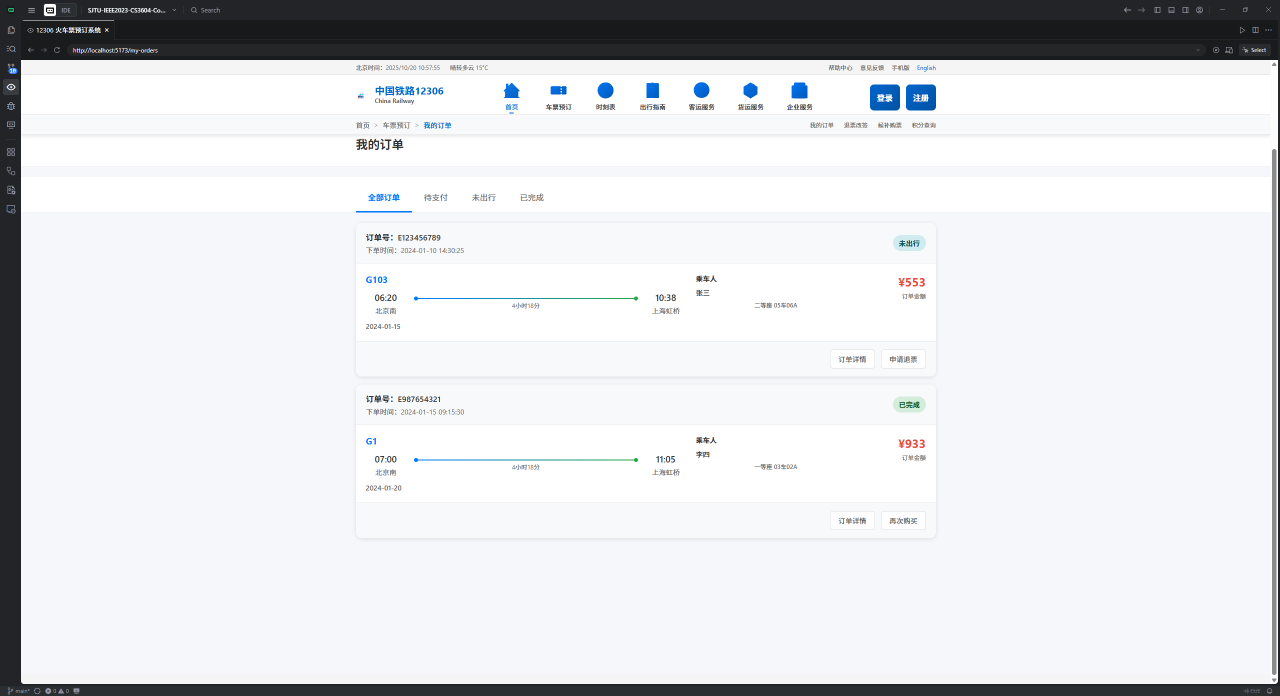 IDE SJTU-IEEE2023-CS3604-Co... Search
12306 火车票预订系统
http://localhost:5173/my-orders Select
北京时间：2025/10/20 10:57:55 晴转多云 15°C 帮助中心 意见反馈 手机版 English
中国铁路12306
China Railway
首页 车票预订 时刻表 出行指南 客运服务 货运服务 企业服务
登录 注册
首页 > 车票预订 > 我的订单 我的订单 退票改签 候补购票 积分查询
我的订单
全部订单 待支付 未出行 已完成
订单号：E123456789
下单时间：2024-01-10 14:30:25
未出行
G103
06:20
北京南
4小时18分
10:38
上海虹桥
2024-01-15
乘车人
张三
二等座 05车06A
¥553
订单金额
订单详情 申请退票
订单号：E987654321
下单时间：2024-01-15 09:15:30
已完成
G1
07:00
北京南
4小时18分
11:05
上海虹桥
2024-01-20
乘车人
李四
一等座 03车02A
¥933
订单金额
订单详情 再次购买
main* 0 0